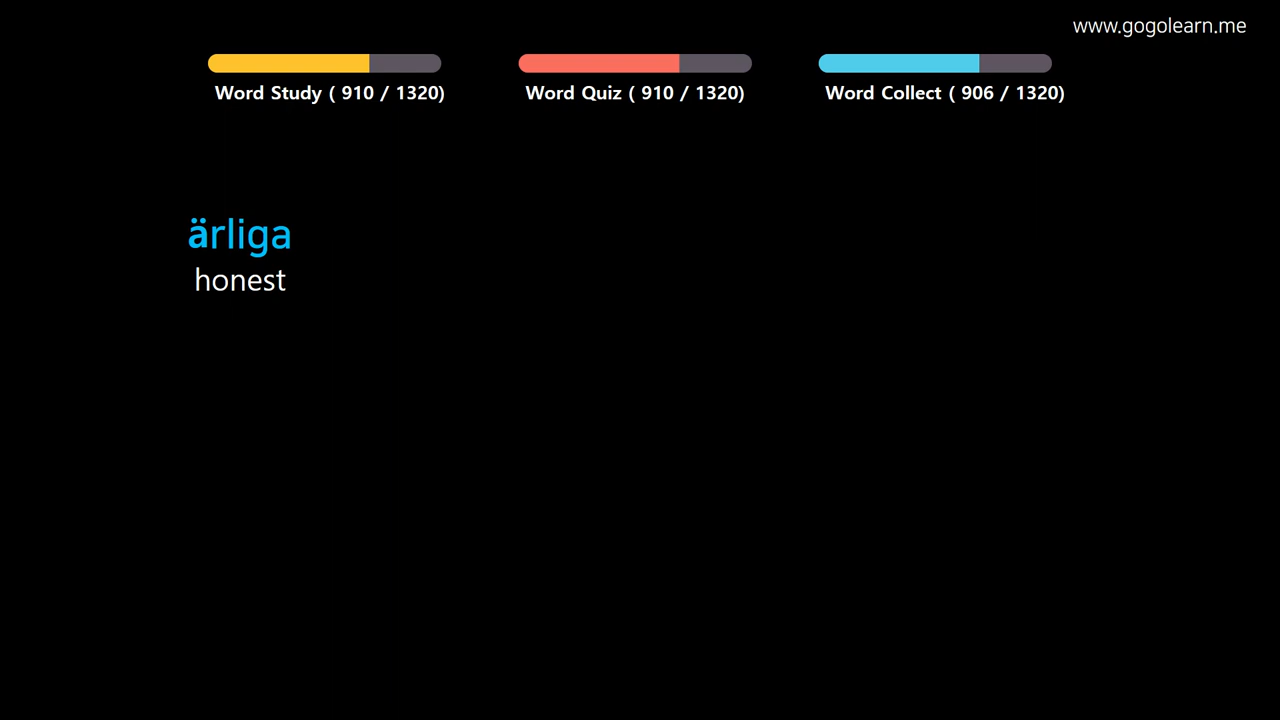 www.gogolearn.me
Word Study ( 910 / 1320)
Word Quiz ( 910 / 1320)
Word Collect ( 906 / 1320)
ärliga
honest